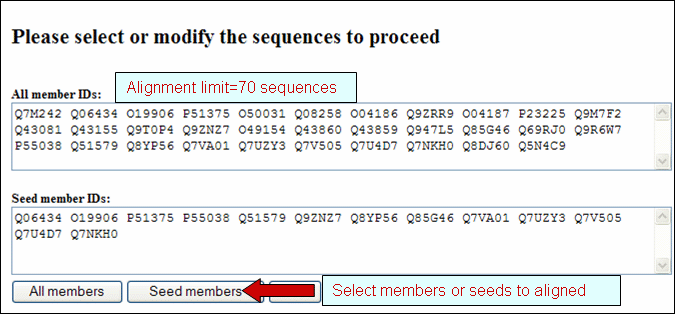 Please select or modify the sequences to proceed
All member IDs:
Alignment limit=70 sequences
Q7M242 Q06434 O19906 P51375 O50031 Q08258 O04186 Q9ZRR9 O04187 P23225 Q9M7F2
Q43081 Q43155 Q9T0P4 Q9ZNZ7 O49154 Q43860 Q43859 Q947L5 Q85G46 Q69RJ0 Q9R6W7
P55038 Q51579 Q8YP56 Q7VA01 Q7UZY3 Q7V505 Q7U4D7 Q7NKH0 Q8DJ60 Q5N4C9
Seed member IDs:
Q06434 O19906 P51375 P55038 Q51579 Q9ZNZ7 Q8YP56 Q85G46 Q7VA01 Q7UZY3 Q7V505
Q7U4D7 Q7NKH0
All members
Seed members
Select members or seeds to aligned